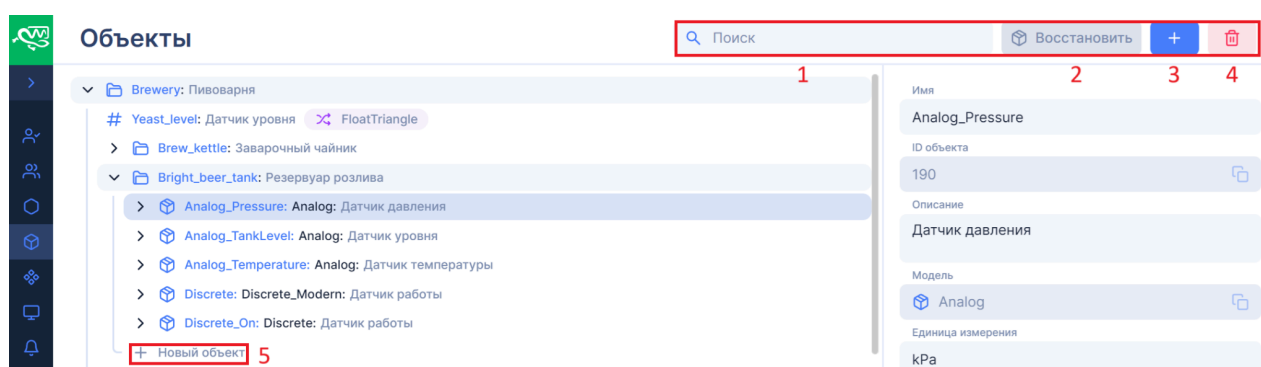 Объекты
Поиск
Восстановить
1
2
3
4
Brewery: Пивоварня
# Yeast_level: Датчик уровня FloatTriangle
Brew_kettle: Заварочный чайник
Bright_beer_tank: Резервуар розлива
Analog_Pressure: Analog: Датчик давления
Analog_TankLevel: Analog: Датчик уровня
Analog_Temperature: Analog: Датчик температуры
Discrete: Discrete_Modern: Датчик работы
Discrete_On: Discrete: Датчик работы
+ Новый объект
5
Имя
Analog_Pressure
ID объекта
190
Описание
Датчик давления
Модель
Analog
Единица измерения
kPa